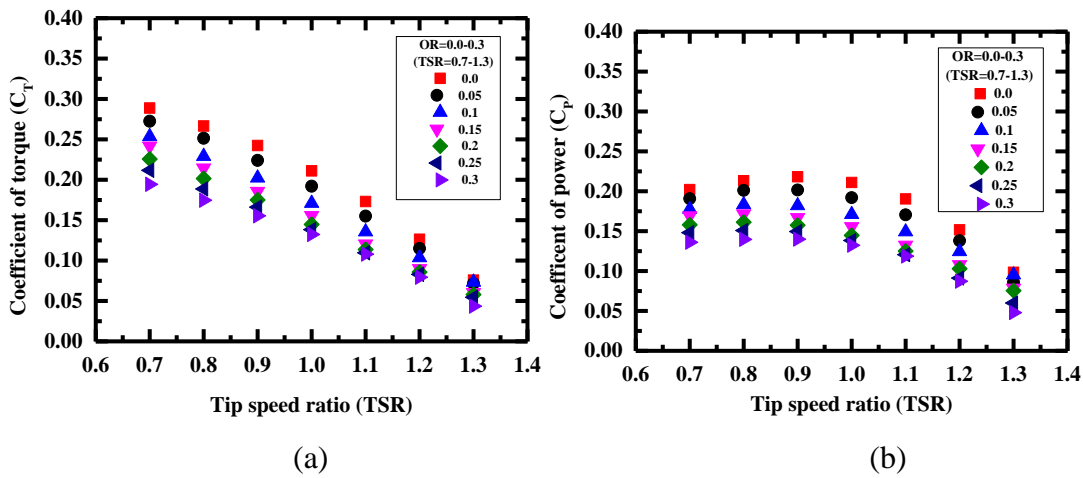 Coefficient of torque (C_T)
0.40
0.35
0.30
0.25
0.20
0.15
0.10
0.05
0.00
OR=0.0-0.3
(TSR=0.7-1.3)
0.0
0.05
0.1
0.15
0.2
0.25
0.3
0.6 0.7 0.8 0.9 1.0 1.1 1.2 1.3 1.4
Tip speed ratio (TSR)
(a)
Coefficent of power (C_P)
0.40
0.35
0.30
0.25
0.20
0.15
0.10
0.05
0.00
OR=0.0-0.3
(TSR=0.7-1.3)
0.0
0.05
0.1
0.15
0.2
0.25
0.3
0.6 0.7 0.8 0.9 1.0 1.1 1.2 1.3 1.4
Tip speed ratio (TSR)
(b)